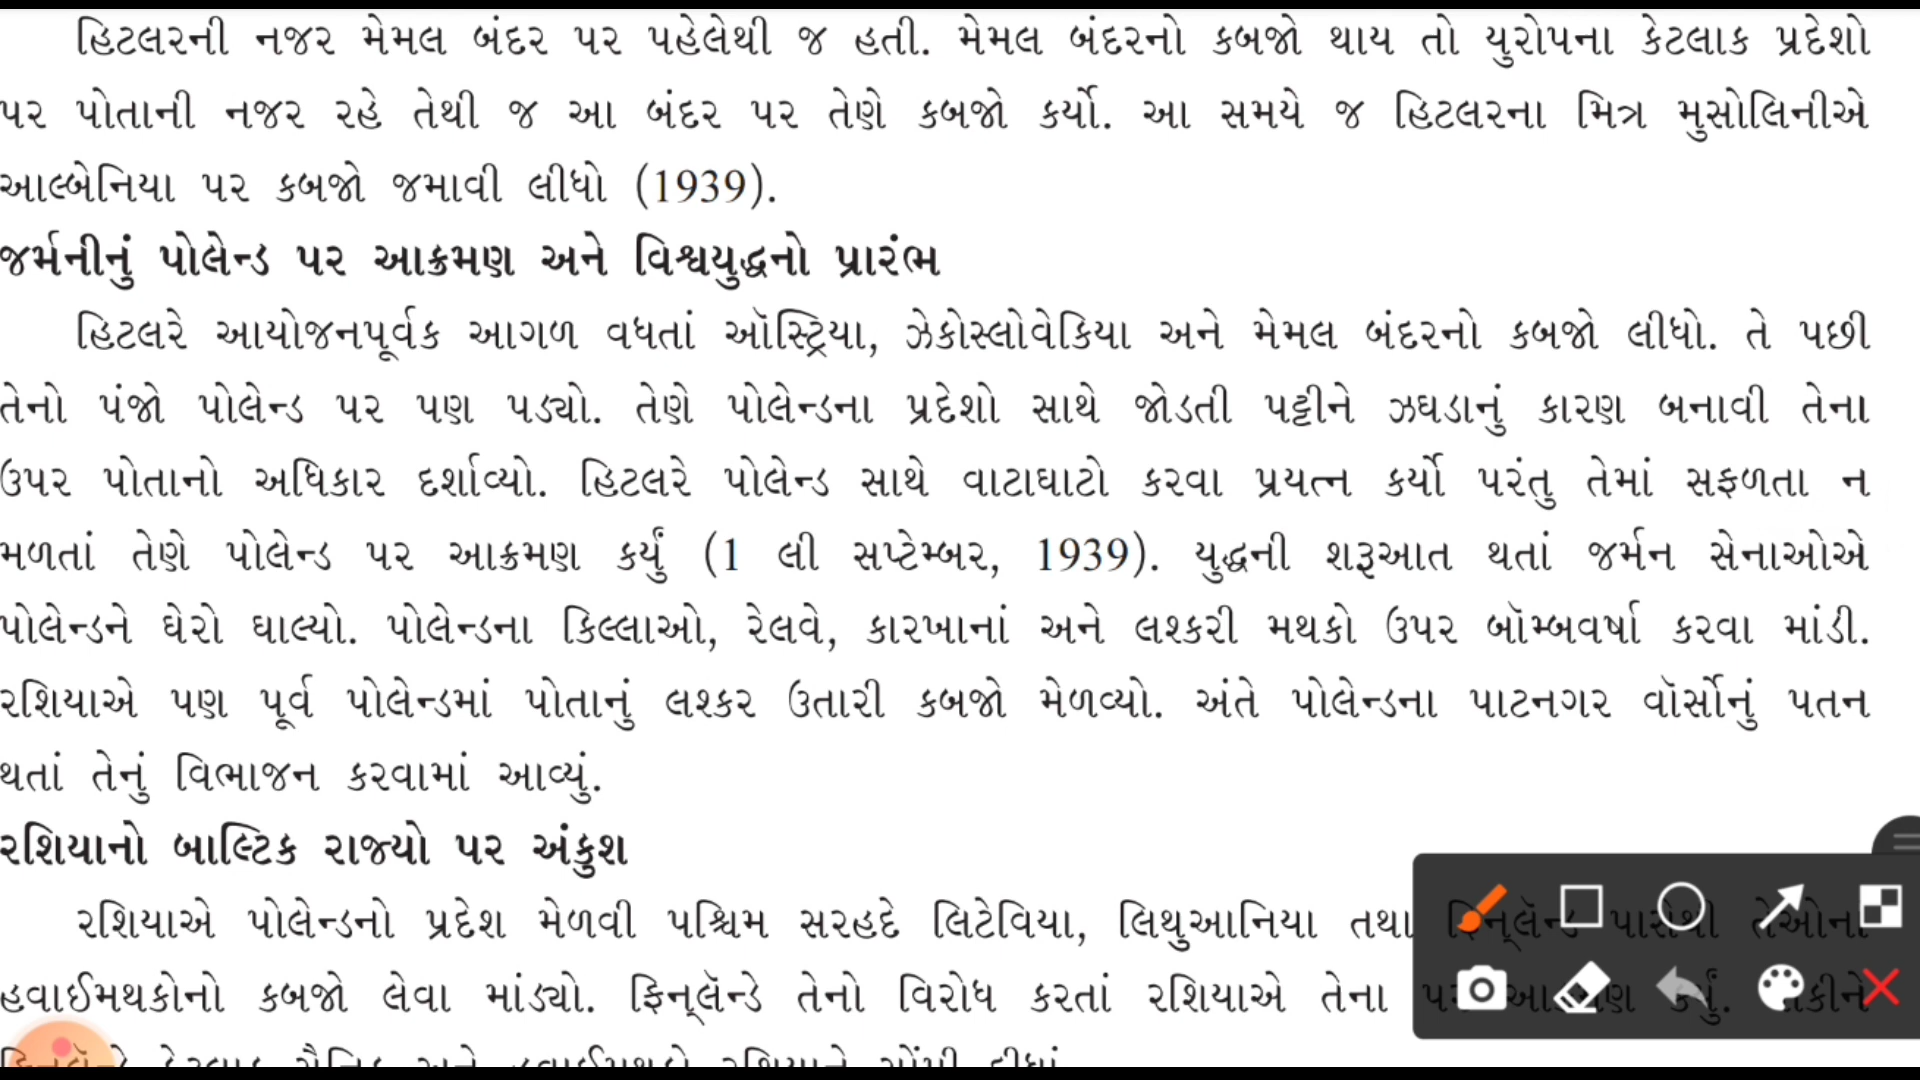 હિટલરની નજર મેમલ બંદર પર પહેલેથી જ હતી. મેમલ બંદરનો કબજો થાય તો યુરોપના કેટલાક પ્રદેશો
પર પોતાની નજર રહે તેથી જ આ બંદર પર તેણે કબજો કર્યો. આ સમયે જ હિટલરના મિત્ર મુસોલિનીએ
આલ્બેનિયા પર કબજો જમાવી લીધો (1939).
જર્મનીનું પોલેન્ડ પર આક્રમણ અને વિશ્વયુદ્ધનો પ્રારંભ
હિટલરે આયોજનપૂર્વક આગળ વધતાં ઑસ્ટ્રિયા, ઝેકોસ્લોવેકિયા અને મેમલ બંદરનો કબજો લીધો. તે પછી
તેનો પંજો પોલેન્ડ પર પણ પડ્યો. તેણે પોલેન્ડના પ્રદેશો સાથે જોડતી પટ્ટીને ઝઘડાનું કારણ બનાવી તેના
ઉપર પોતાનો અધિકાર દર્શાવ્યો. હિટલરે પોલેન્ડ સાથે વાટાઘાટો કરવા પ્રયત્ન કર્યો પરંતુ તેમાં સફળતા ન
મળતાં તેણે પોલેન્ડ પર આક્રમણ કર્યું (1 લી સપ્ટેમ્બર, 1939). યુદ્ધની શરૂઆત થતાં જર્મન સેનાઓએ
પોલેન્ડને ઘેરો ઘાલ્યો. પોલેન્ડના કિલ્લાઓ, રેલવે, કારખાનાં અને લશ્કરી મથકો ઉપર બૉમ્બવર્ષા કરવા માંડી.
રશિયાએ પણ પૂર્વ પોલેન્ડમાં પોતાનું લશ્કર ઉતારી કબજો મેળવ્યો. અંતે પોલેન્ડના પાટનગર વૉર્સોનું પતન
થતાં તેનું વિભાજન કરવામાં આવ્યું.
રશિયાનો બાલ્ટિક રાજ્યો પર અંકુશ
રશિયાએ પોલેન્ડનો પ્રદેશ મેળવી પશ્ચિમ સરહદે લિટેવિયા, લિથુઆનિયા તથા ફિન્‌લૅન્ડ પાસેથી તેઓના
હવાઈમથકોનો કબજો લેવા માંડ્યો. ફિન્‌લૅન્ડે તેનો વિરોધ કરતાં રશિયાએ તેના પર આક્રમણ કર્યું.